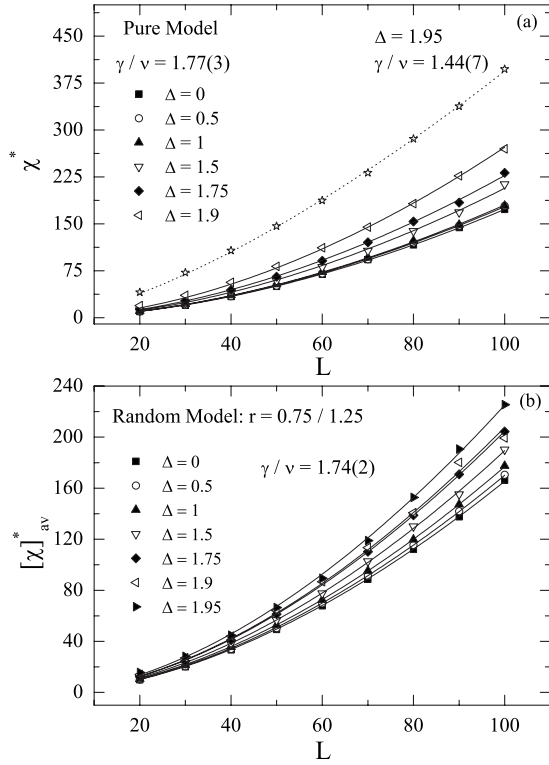 (a)
Pure Model
Δ = 1.95
γ / ν = 1.77(3)
γ / ν = 1.44(7)
Δ = 0
Δ = 0.5
Δ = 1
Δ = 1.5
Δ = 1.75
Δ = 1.9
450
375
300
225
150
75
0
χ*
20 40 60 80 100
L
(b)
Random Model: r = 0.75 / 1.25
γ / ν = 1.74(2)
Δ = 0
Δ = 0.5
Δ = 1
Δ = 1.5
Δ = 1.75
Δ = 1.9
Δ = 1.95
240
200
160
120
80
40
0
[χ]*av
20 40 60 80 100
L